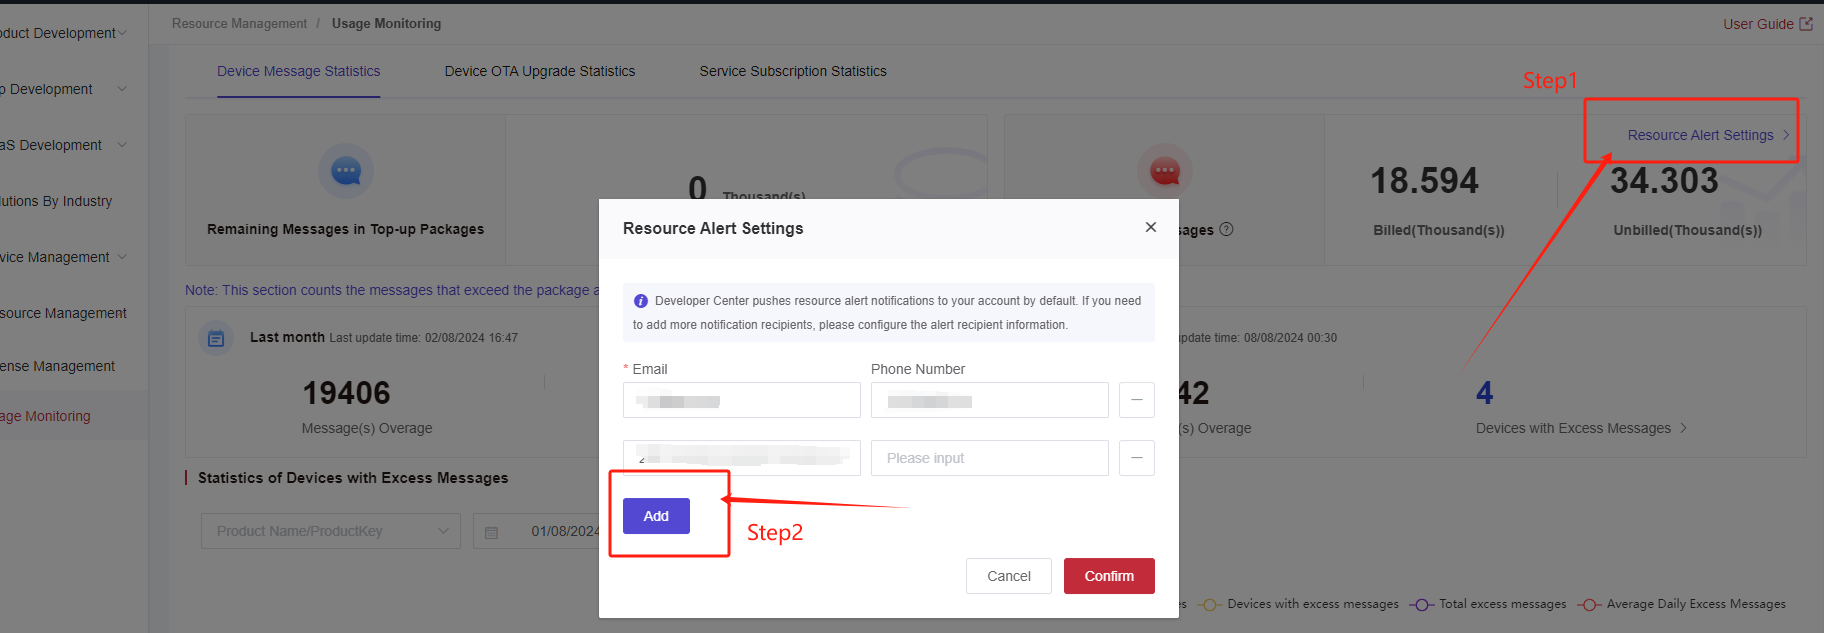 Resource Management / Usage Monitoring
User Guide
oduct Development
p Development
aS Development
lutions By Industry
vice Management
source Management
ense Management
age Monitoring
Device Message Statistics
Device OTA Upgrade Statistics
Service Subscription Statistics
Step1
Resource Alert Settings
Remaining Messages in Top-up Packages
0 Thousand(s)
sages
18.594
Billed(Thousand(s))
34.303
Unbilled(Thousand(s))
Note: This section counts the messages that exceed the package a
Last month Last update time: 02/08/2024 16:47
19406
Message(s) Overage
pdate time: 08/08/2024 00:30
42
(s) Overage
4
Devices with Excess Messages
Statistics of Devices with Excess Messages
Product Name/ProductKey
01/08/2024
Resource Alert Settings
Developer Center pushes resource alert notifications to your account by default. If you need
to add more notification recipients, please configure the alert recipient information.
* Email
Phone Number
Please input
Add
Step2
Cancel
Confirm
es
Devices with excess messages
Total excess messages
Average Daily Excess Messages